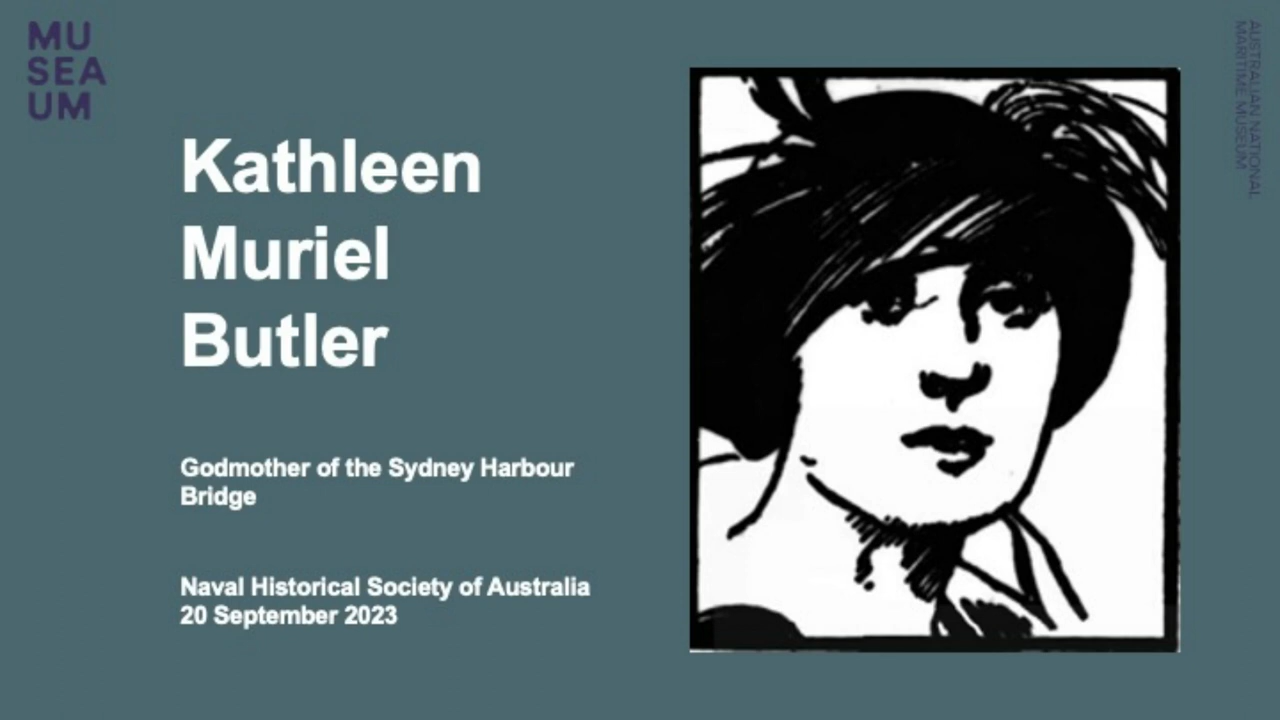 MU
SEA
UM
Kathleen
Muriel
Butler
Godmother of the Sydney Harbour
Bridge
Naval Historical Society of Australia
20 September 2023
AUSTRALIAN NATIONAL
MARITIME MUSEUM